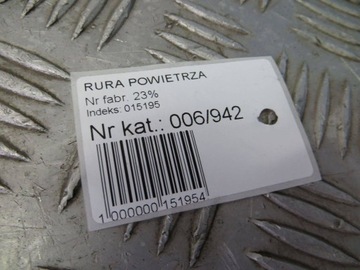 RURA POWIETRZA
Nr fabr. 23%
Indeks: 015195
Nr kat.: 006/942
1 000000 151954